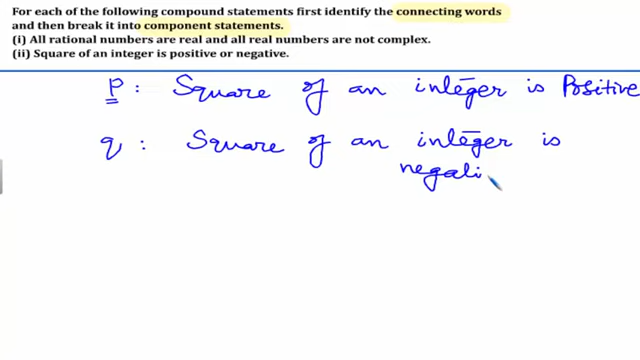 For each of the following compound statements first identify the connecting words
and then break it into component statements.
(i) All rational numbers are real and all real numbers are not complex.
(ii) Square of an integer is positive or negative.
p : Square of an integer is Positive
q : Square of an integer is
negati